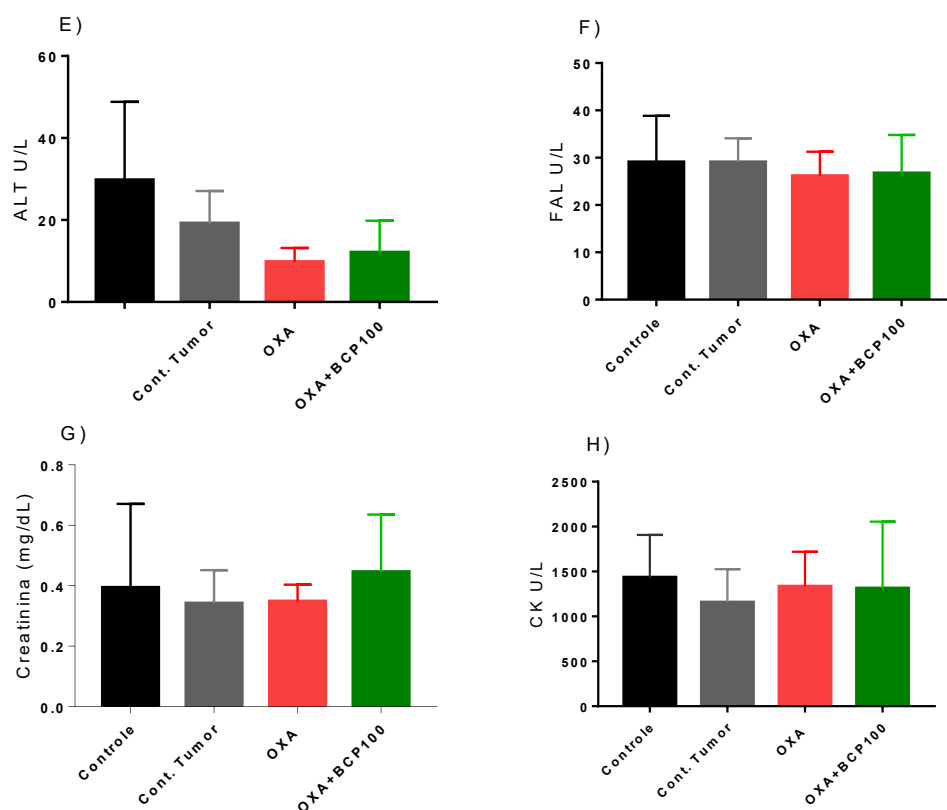 E)
ALT U/L
60
40
20
0
Cont. Tumor
OXA
OXA+BCP100
F)
FAL U/L
50
40
30
20
10
0
Controle
Cont. Tumor
OXA
OXA+BCP100
G)
Creatinina (mg/dL)
0.8
0.6
0.4
0.2
0.0
Controle
Cont. Tumor
OXA
OXA+BCP100
H)
CK U/L
2500
2000
1500
1000
500
0
Controle
Cont. Tumor
OXA
OXA+BCP100